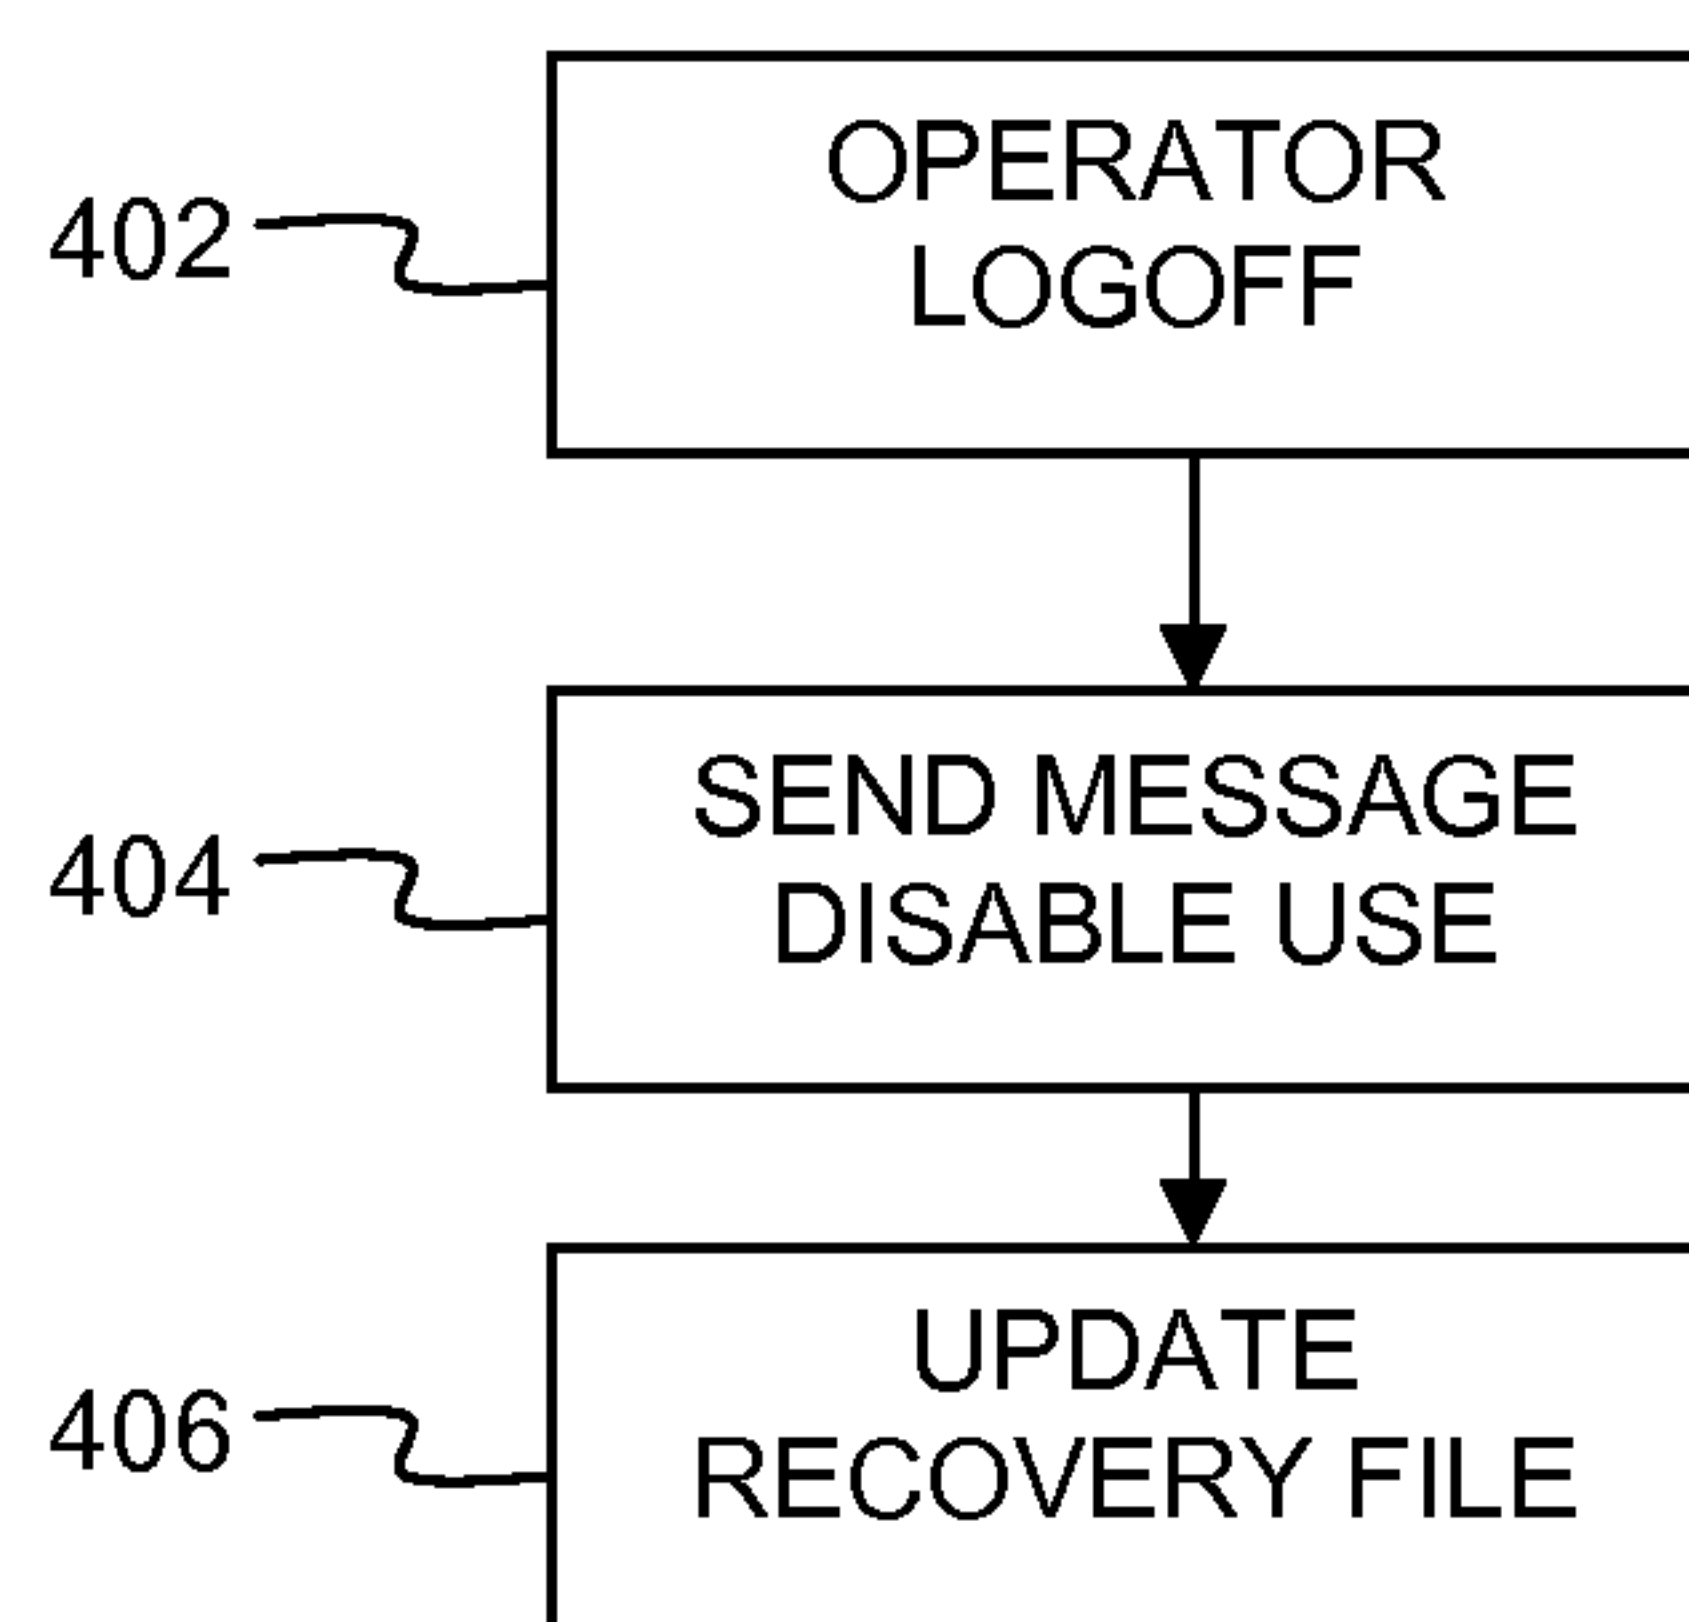 402
OPERATOR
LOGOFF
404
SEND MESSAGE
DISABLE USE
406
UPDATE
RECOVERY FILE